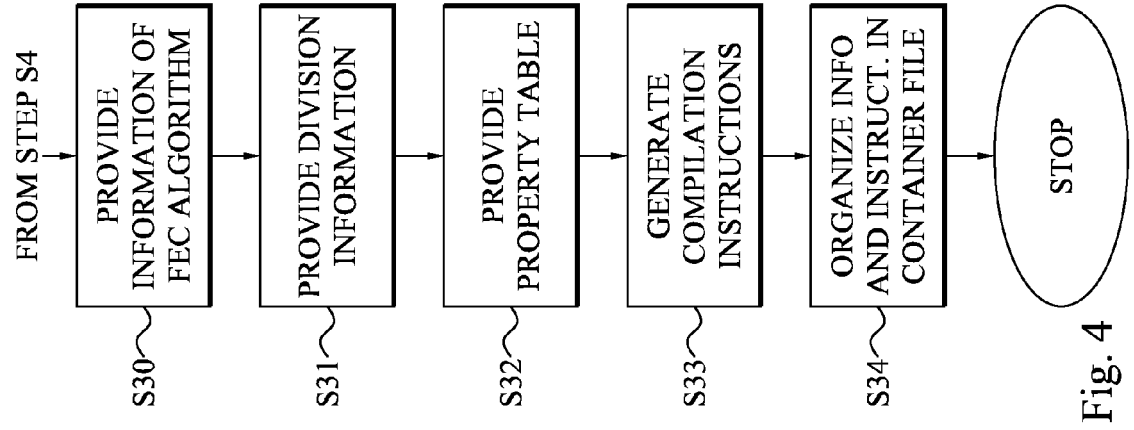 FROM STEP S4
S30
PROVIDE
INFORMATION OF
FEC ALGORITHM
S31
PROVIDE DIVISION
INFORMATION
S32
PROVIDE
PROPERTY TABLE
S33
GENERATE
COMPILATION
INSTRUCTIONS
S34
ORGANIZE INFO
AND INSTRUCT. IN
CONTAINER FILE
STOP
Fig. 4